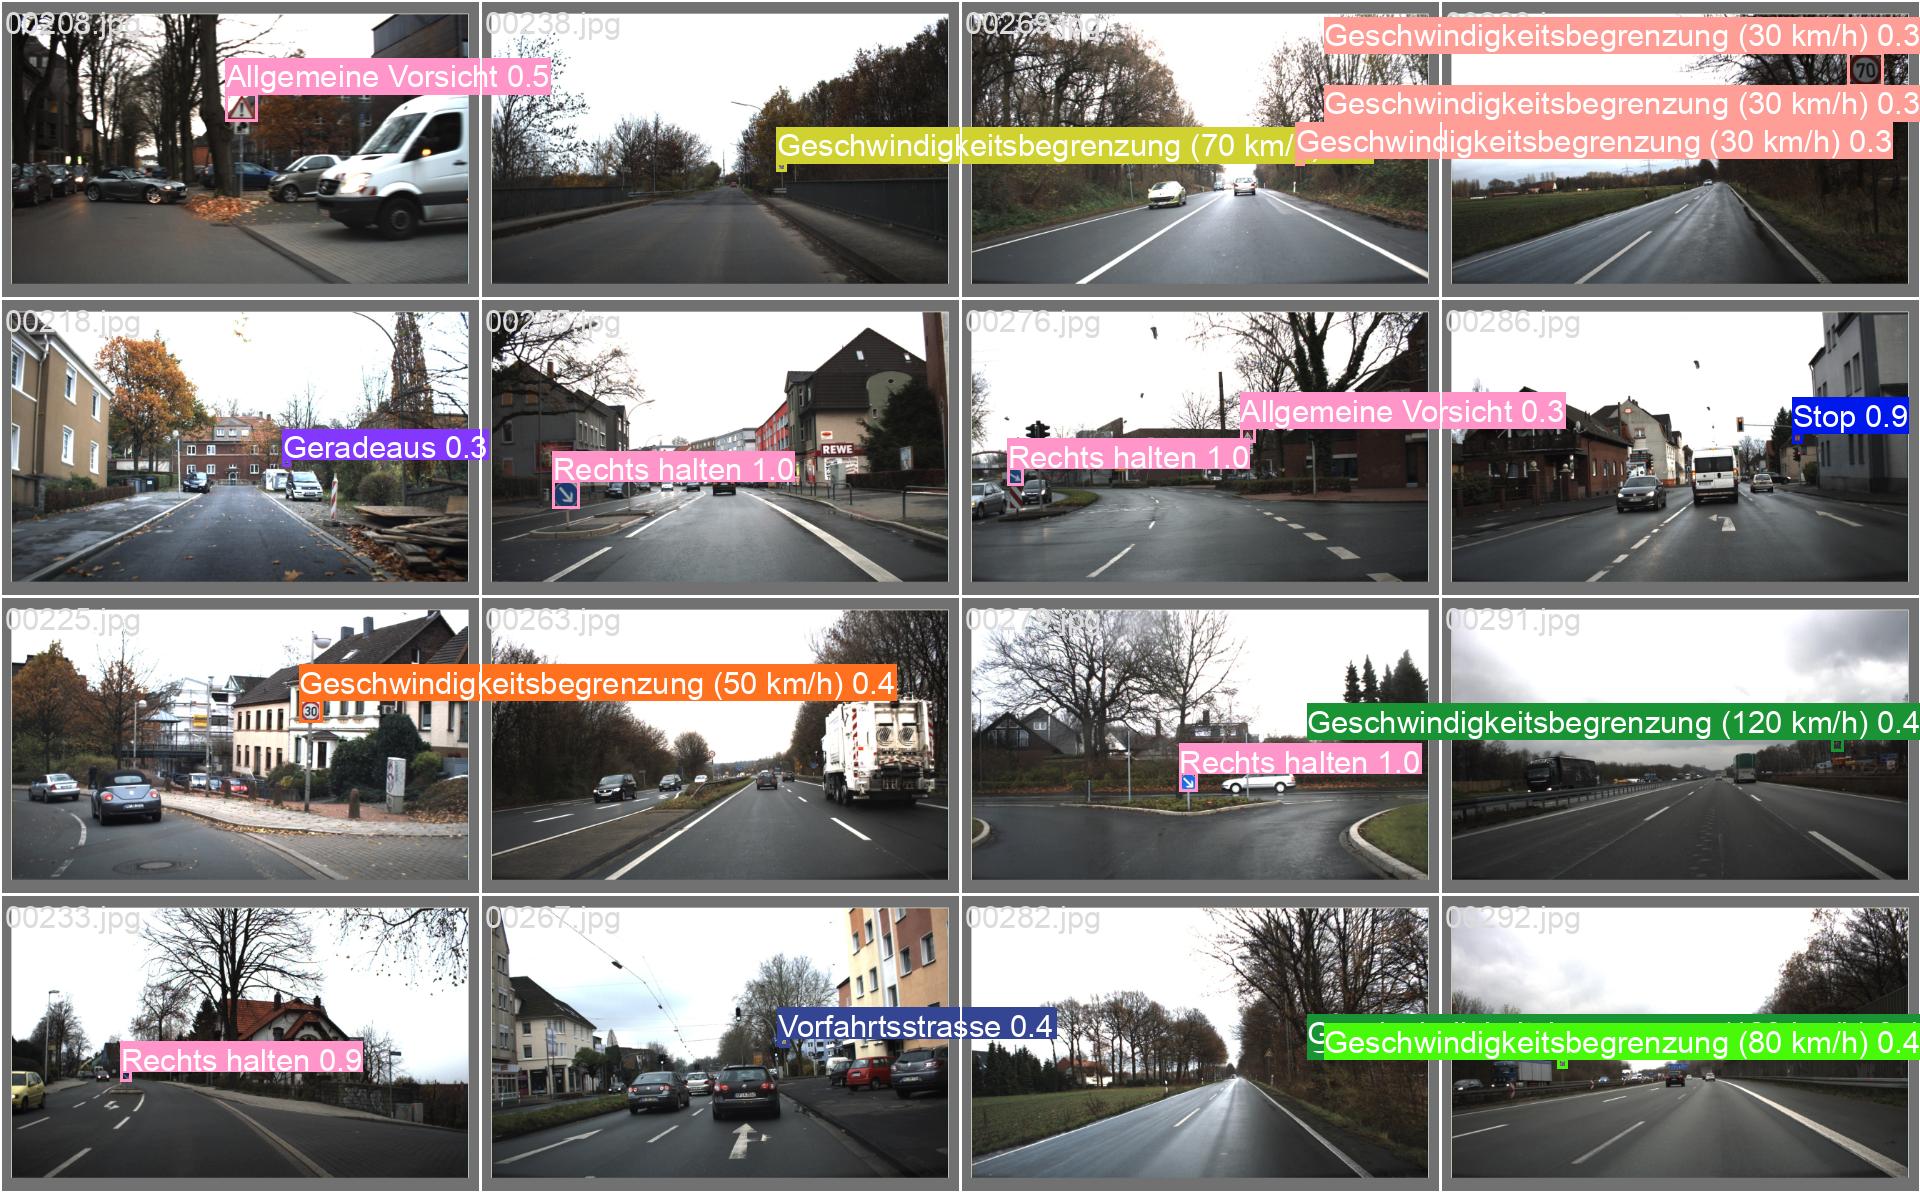 00208.jpg
Allgemeine Vorsicht 0.5
00238.jpg
Geschwindigkeitsbegrenzung (70 km/
00269.jpg
Geschwindigkeitsbegrenzung (30 km/h) 0.3
70
Geschwindigkeitsbegrenzung (30 km/h) 0.3
Geschwindigkeitsbegrenzung (30 km/h) 0.3
00218.jpg
Geradeaus 0.3
REWE
Rechts halten 1.0
00276.jpg
Allgemeine Vorsicht 0.3
Rechts halten 1.0
00286.jpg
Stop 0.9
00225.jpg
Geschwindigkeitsbegrenzung (50 km/h) 0.4
30
00263.jpg
Rechts halten 1.0
00291.jpg
Geschwindigkeitsbegrenzung (120 km/h) 0.4
00233.jpg
Rechts halten 0.9
00267.jpg
Vorfahrtsstrasse 0.4
00282.jpg
00292.jpg
Geschwindigkeitsbegrenzung (80 km/h) 0.4